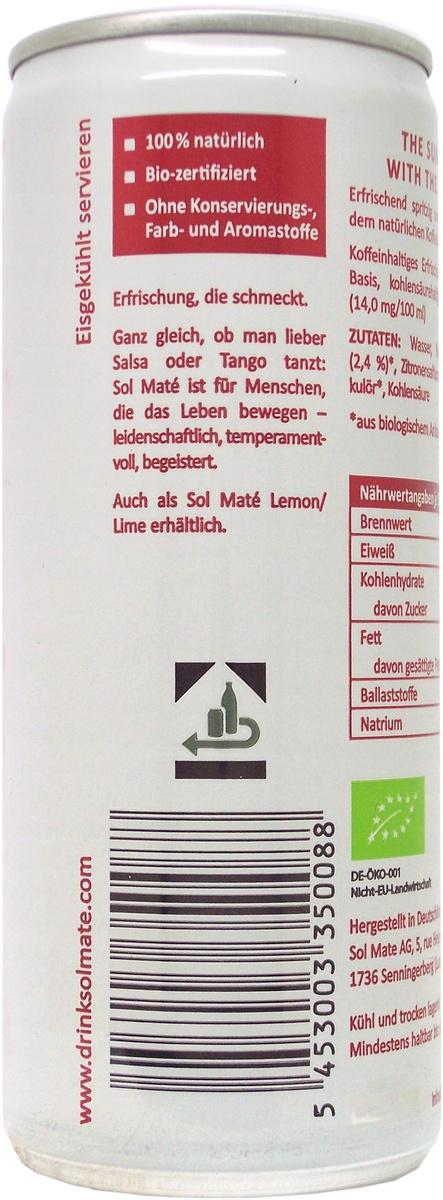 Eisgekühlt servieren
100% natürlich
Bio-zertifiziert
Ohne Konservierungs-,
Farb- und Aromastoffe
Erfrischung, die schmeckt.
Ganz gleich, ob man lieber
Salsa oder Tango tanzt:
Sol Maté ist für Menschen,
die das Leben bewegen –
leidenschaftlich, temperament-
voll, begeistert.
Auch als Sol Maté Lemon/
Lime erhältlich.
www.drinksolmate.com
5 453003 350088
THE
WITH THE
Erfrischend spritzig
dem natürlichen
Koffeinhaltiges
Basis,
(14,0 mg/100 ml)
ZUTATEN: Wasser,
(2,4 %)*,
kulör*, Kohlensäure
*aus biologischem
Nährwertangaben
Brennwert
Eiweiß
Kohlenhydrate
davon Zucker
Fett
davon gesättigte
Ballaststoffe
Natrium
DE-ÖKO-001
Nicht-EU-Landwirtschaft
Hergestellt in
Sol Mate AG, 5, rue
1736 Senningerberg
Kühl und trocken
Mindestens haltbar